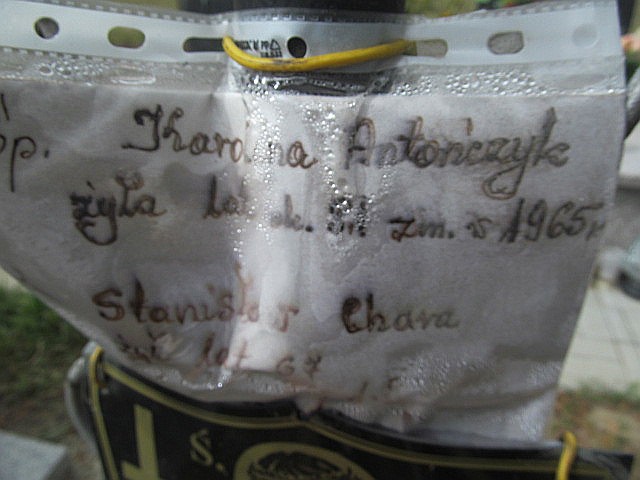 Śp. Karolina Antończyk
żyła lat ok. zm. w 1965 r
Stanisław Chara
żył lat 67
Ś.